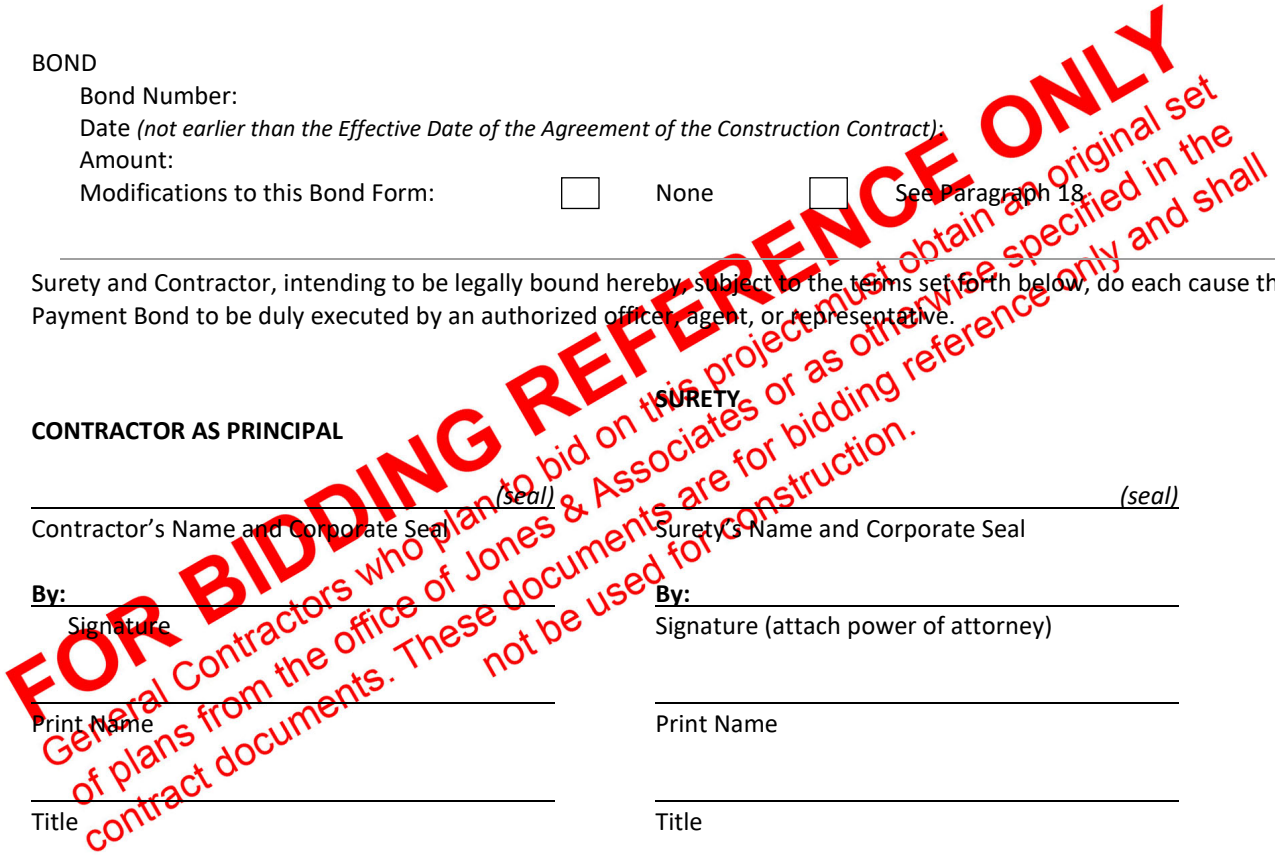 BOND
Bond Number:
Date (not earlier than the Effective Date of the Agreement of the Construction Contract):
Amount:
Modifications to this Bond Form: None See Paragraph 18
Surety and Contractor, intending to be legally bound hereby, subject to the terms set forth below, do each cause th
Payment Bond to be duly executed by an authorized officer, agent, or representative.
SURETY
CONTRACTOR AS PRINCIPAL
(seal) (seal)
Contractor’s Name and Corporate Seal Surety’s Name and Corporate Seal
By: By:
Signature Signature (attach power of attorney)
Print Name Print Name
Title Title
FOR BIDDING REFERENCE ONLY
General Contractors who plan to bid on this project must obtain an original set
of plans from the office of Jones & Associates or as otherwise specified in the
contract documents. These documents are for bidding reference only and shall
not be used for construction.